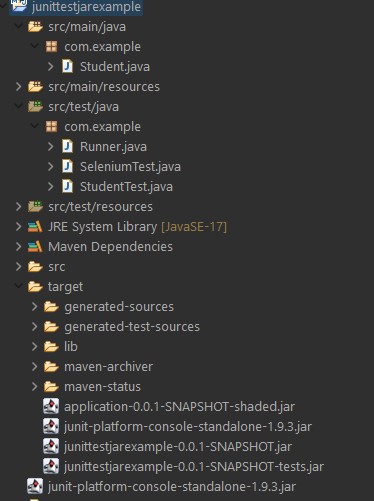 junittestjarexample
src/main/java
com.example
Student.java
src/main/resources
src/test/java
com.example
Runner.java
SeleniumTest.java
StudentTest.java
src/test/resources
JRE System Library [JavaSE-17]
Maven Dependencies
src
target
generated-sources
generated-test-sources
lib
maven-archiver
maven-status
application-0.0.1-SNAPSHOT-shaded.jar
junit-platform-console-standalone-1.9.3.jar
junittestjarexample-0.0.1-SNAPSHOT.jar
junittestjarexample-0.0.1-SNAPSHOT-tests.jar
junit-platform-console-standalone-1.9.3.jar